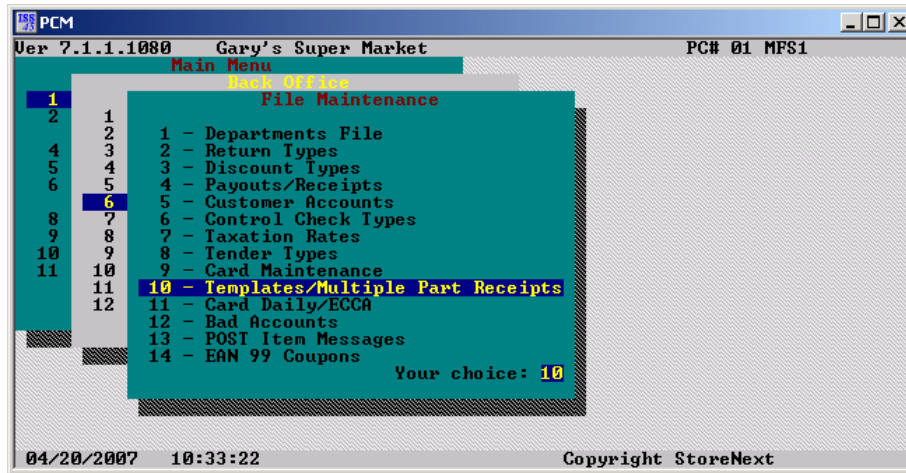 ISS 45 PCM
Ver 7.1.1.1080 Gary's Super Market PC# 01 MFS1
Main Menu
Back Office
1 File Maintenance
2 1
2 1 - Departments File
4 3 2 - Return Types
5 4 3 - Discount Types
6 5 4 - Payouts/Receipts
6 5 - Customer Accounts
8 7 6 - Control Check Types
9 8 7 - Taxation Rates
10 9 8 - Tender Types
11 10 9 - Card Maintenance
11 10 - Templates/Multiple Part Receipts
12 11 - Card Daily/ECCA
12 - Bad Accounts
13 - POST Item Messages
14 - EAN 99 Coupons
Your choice: 10
04/20/2007 10:33:22 Copyright StoreNext